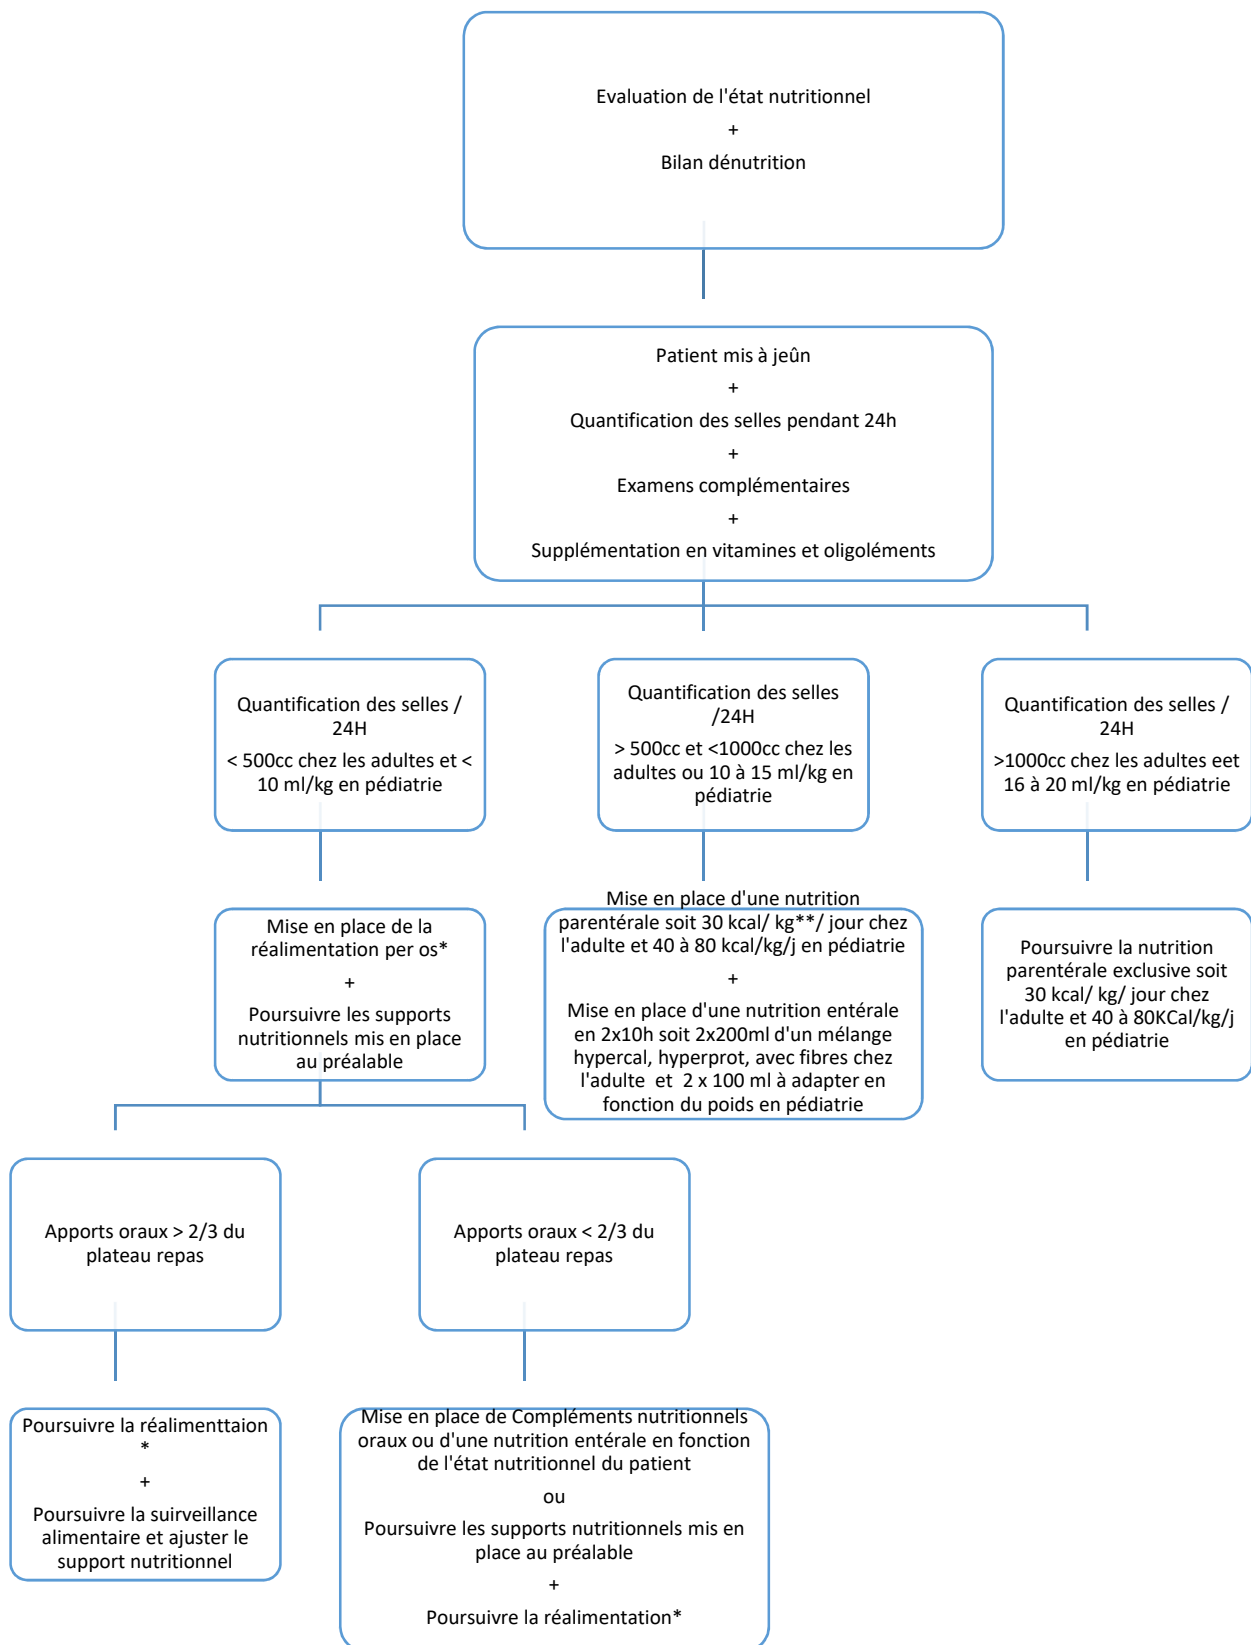 Evaluation de l'état nutritionnel
+
Bilan dénutrition
Patient mis à jeûn
+
Quantification des selles pendant 24h
+
Examens complémentaires
+
Supplémentation en vitamines et oligoléments
Quantification des selles /
24H
< 500cc chez les adultes et <
10 ml/kg en pédiatrie
Quantification des selles
/24H
> 500cc et <1000cc chez les
adultes ou 10 à 15 ml/kg en
pédiatrie
Quantification des selles /
24H
>1000cc chez les adultes eet
16 à 20 ml/kg en pédiatrie
Mise en place de la
réalimentation per os*
+
Poursuivre les supports
nutritionnels mis en place
au préalable
Mise en place d'une nutrition
parentérale soit 30 kcal/ kg**/ jour chez
l'adulte et 40 à 80 kcal/kg/j en pédiatrie
+
Mise en place d'une nutrition entérale
en 2x10h soit 2x200ml d'un mélange
hypercal, hyperprot, avec fibres chez
l'adulte  et  2 x 100 ml à adapter en
fonction du poids en pédiatrie
Poursuivre la nutrition
parentérale exclusive soit
30 kcal/ kg/ jour chez
l'adulte et 40 à 80KCal/kg/j
en pédiatrie
Apports oraux > 2/3 du
plateau repas
Apports oraux < 2/3 du
plateau repas
Poursuivre la réalimenttaion
*
+
Poursuivre la suirveillance
alimentaire et ajuster le
support nutritionnel
Mise en place de Compléments nutritionnels
oraux ou d'une nutrition entérale en fonction
de l'état nutritionnel du patient
ou
Poursuivre les supports nutritionnels mis en
place au préalable
+
Poursuivre la réalimentation*